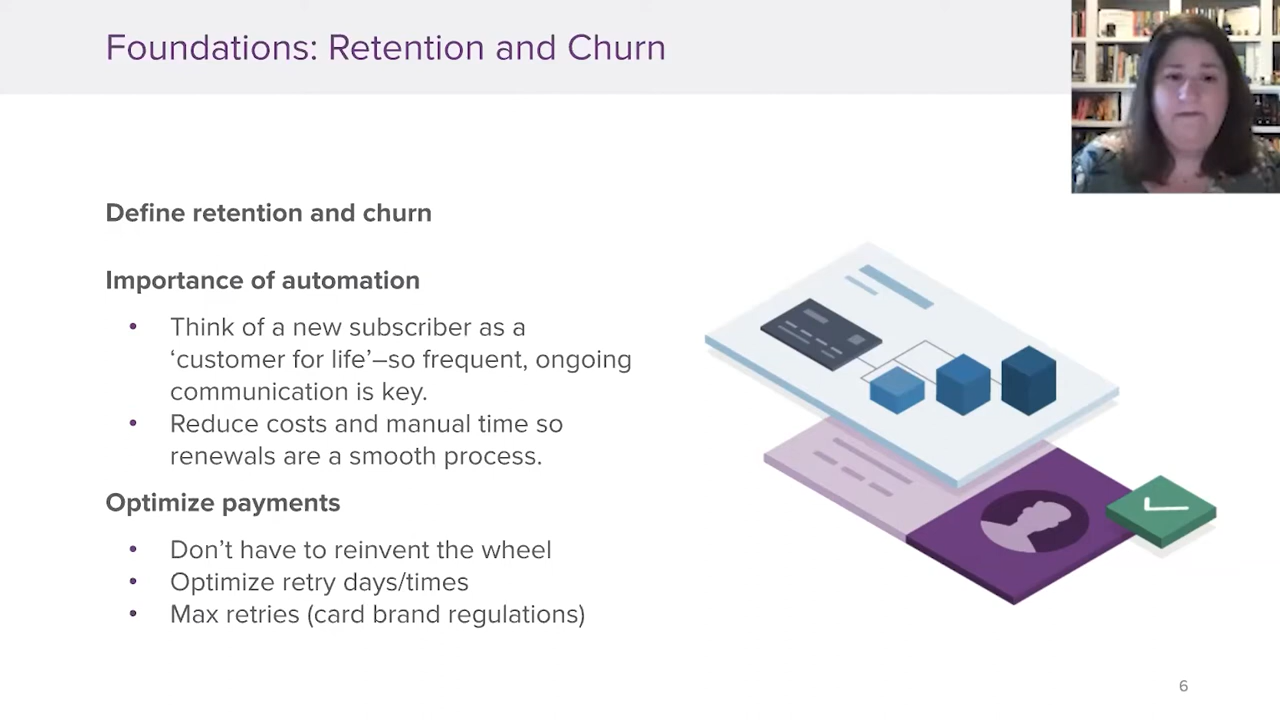 Foundations: Retention and Churn
Define retention and churn
Importance of automation
• Think of a new subscriber as a
‘customer for life’–so frequent, ongoing
communication is key.
• Reduce costs and manual time so
renewals are a smooth process.
Optimize payments
• Don’t have to reinvent the wheel
• Optimize retry days/times
• Max retries (card brand regulations)
6